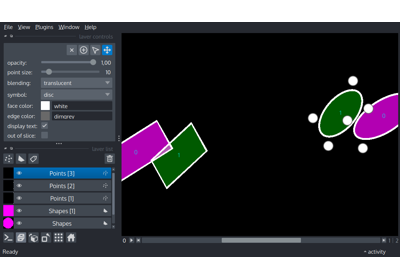 File View Plugins Window Help
layer controls
opacity: 1,00
point size: 10
blending: translucent
symbol: disc
face color: white
edge color: dimgrey
display text:
out of size:
layer list
Points [3]
Points [2]
Points [1]
Shapes [1]
Shapes
0
Ready
activity